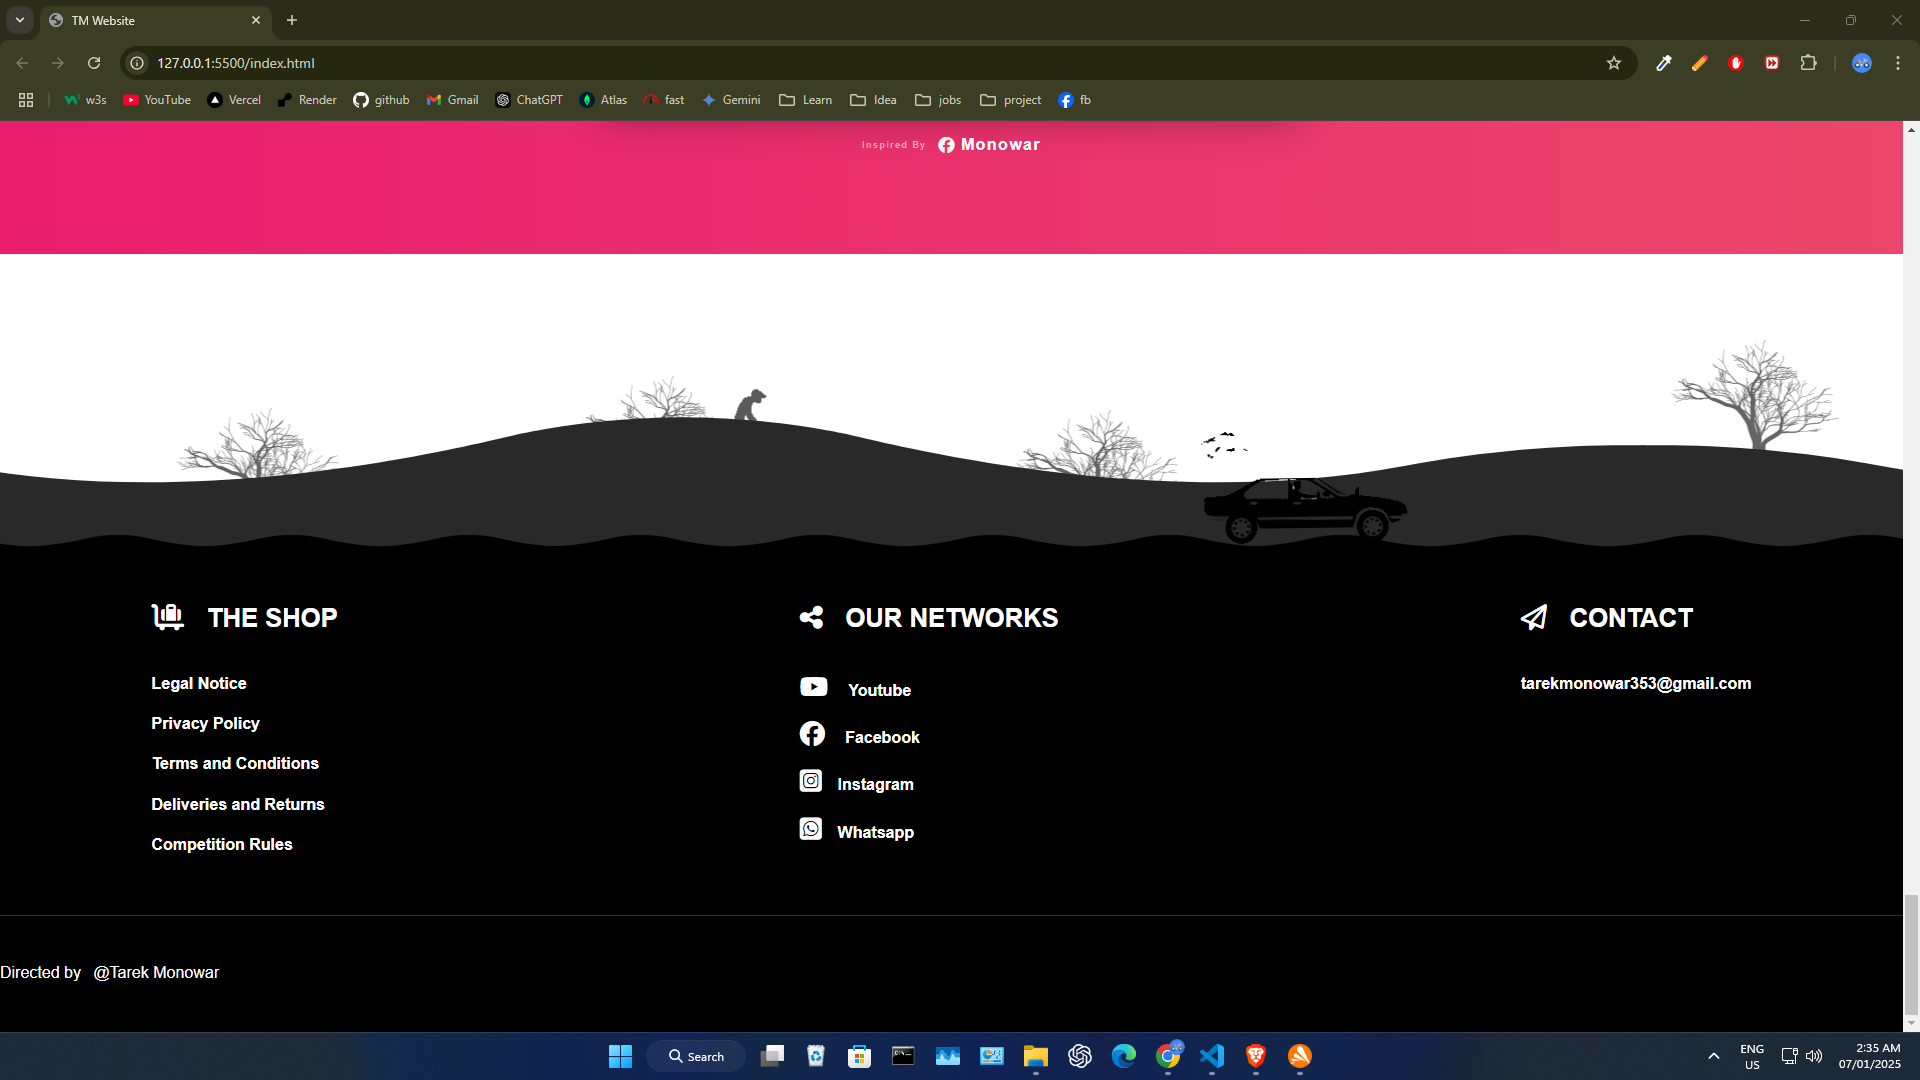 TM Website
127.0.0.1:5500/index.html
w3s YouTube Vercel Render github Gmail ChatGPT Atlas fast Gemini Learn Idea jobs project fb
Inspired By Monowar
THE SHOP
Legal Notice
Privacy Policy
Terms and Conditions
Deliveries and Returns
Competition Rules
OUR NETWORKS
Youtube
Facebook
Instagram
Whatsapp
CONTACT
tarekmonowar353@gmail.com
Directed by @Tarek Monowar
Search
ENG
US
2:35 AM
07/01/2025